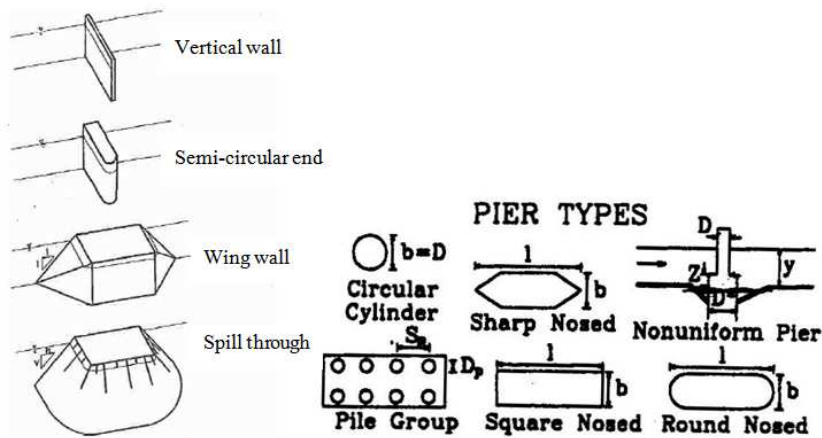 Vertical wall
Semi-circular end
Wing wall
Spill through
PIER TYPES
b=D
Circular
Cylinder
l
b
Sharp Nosed
D
y
Z
D
Nonuniform Pier
Dp
Pile Group
l
b
Square Nosed
l
b
Round Nosed